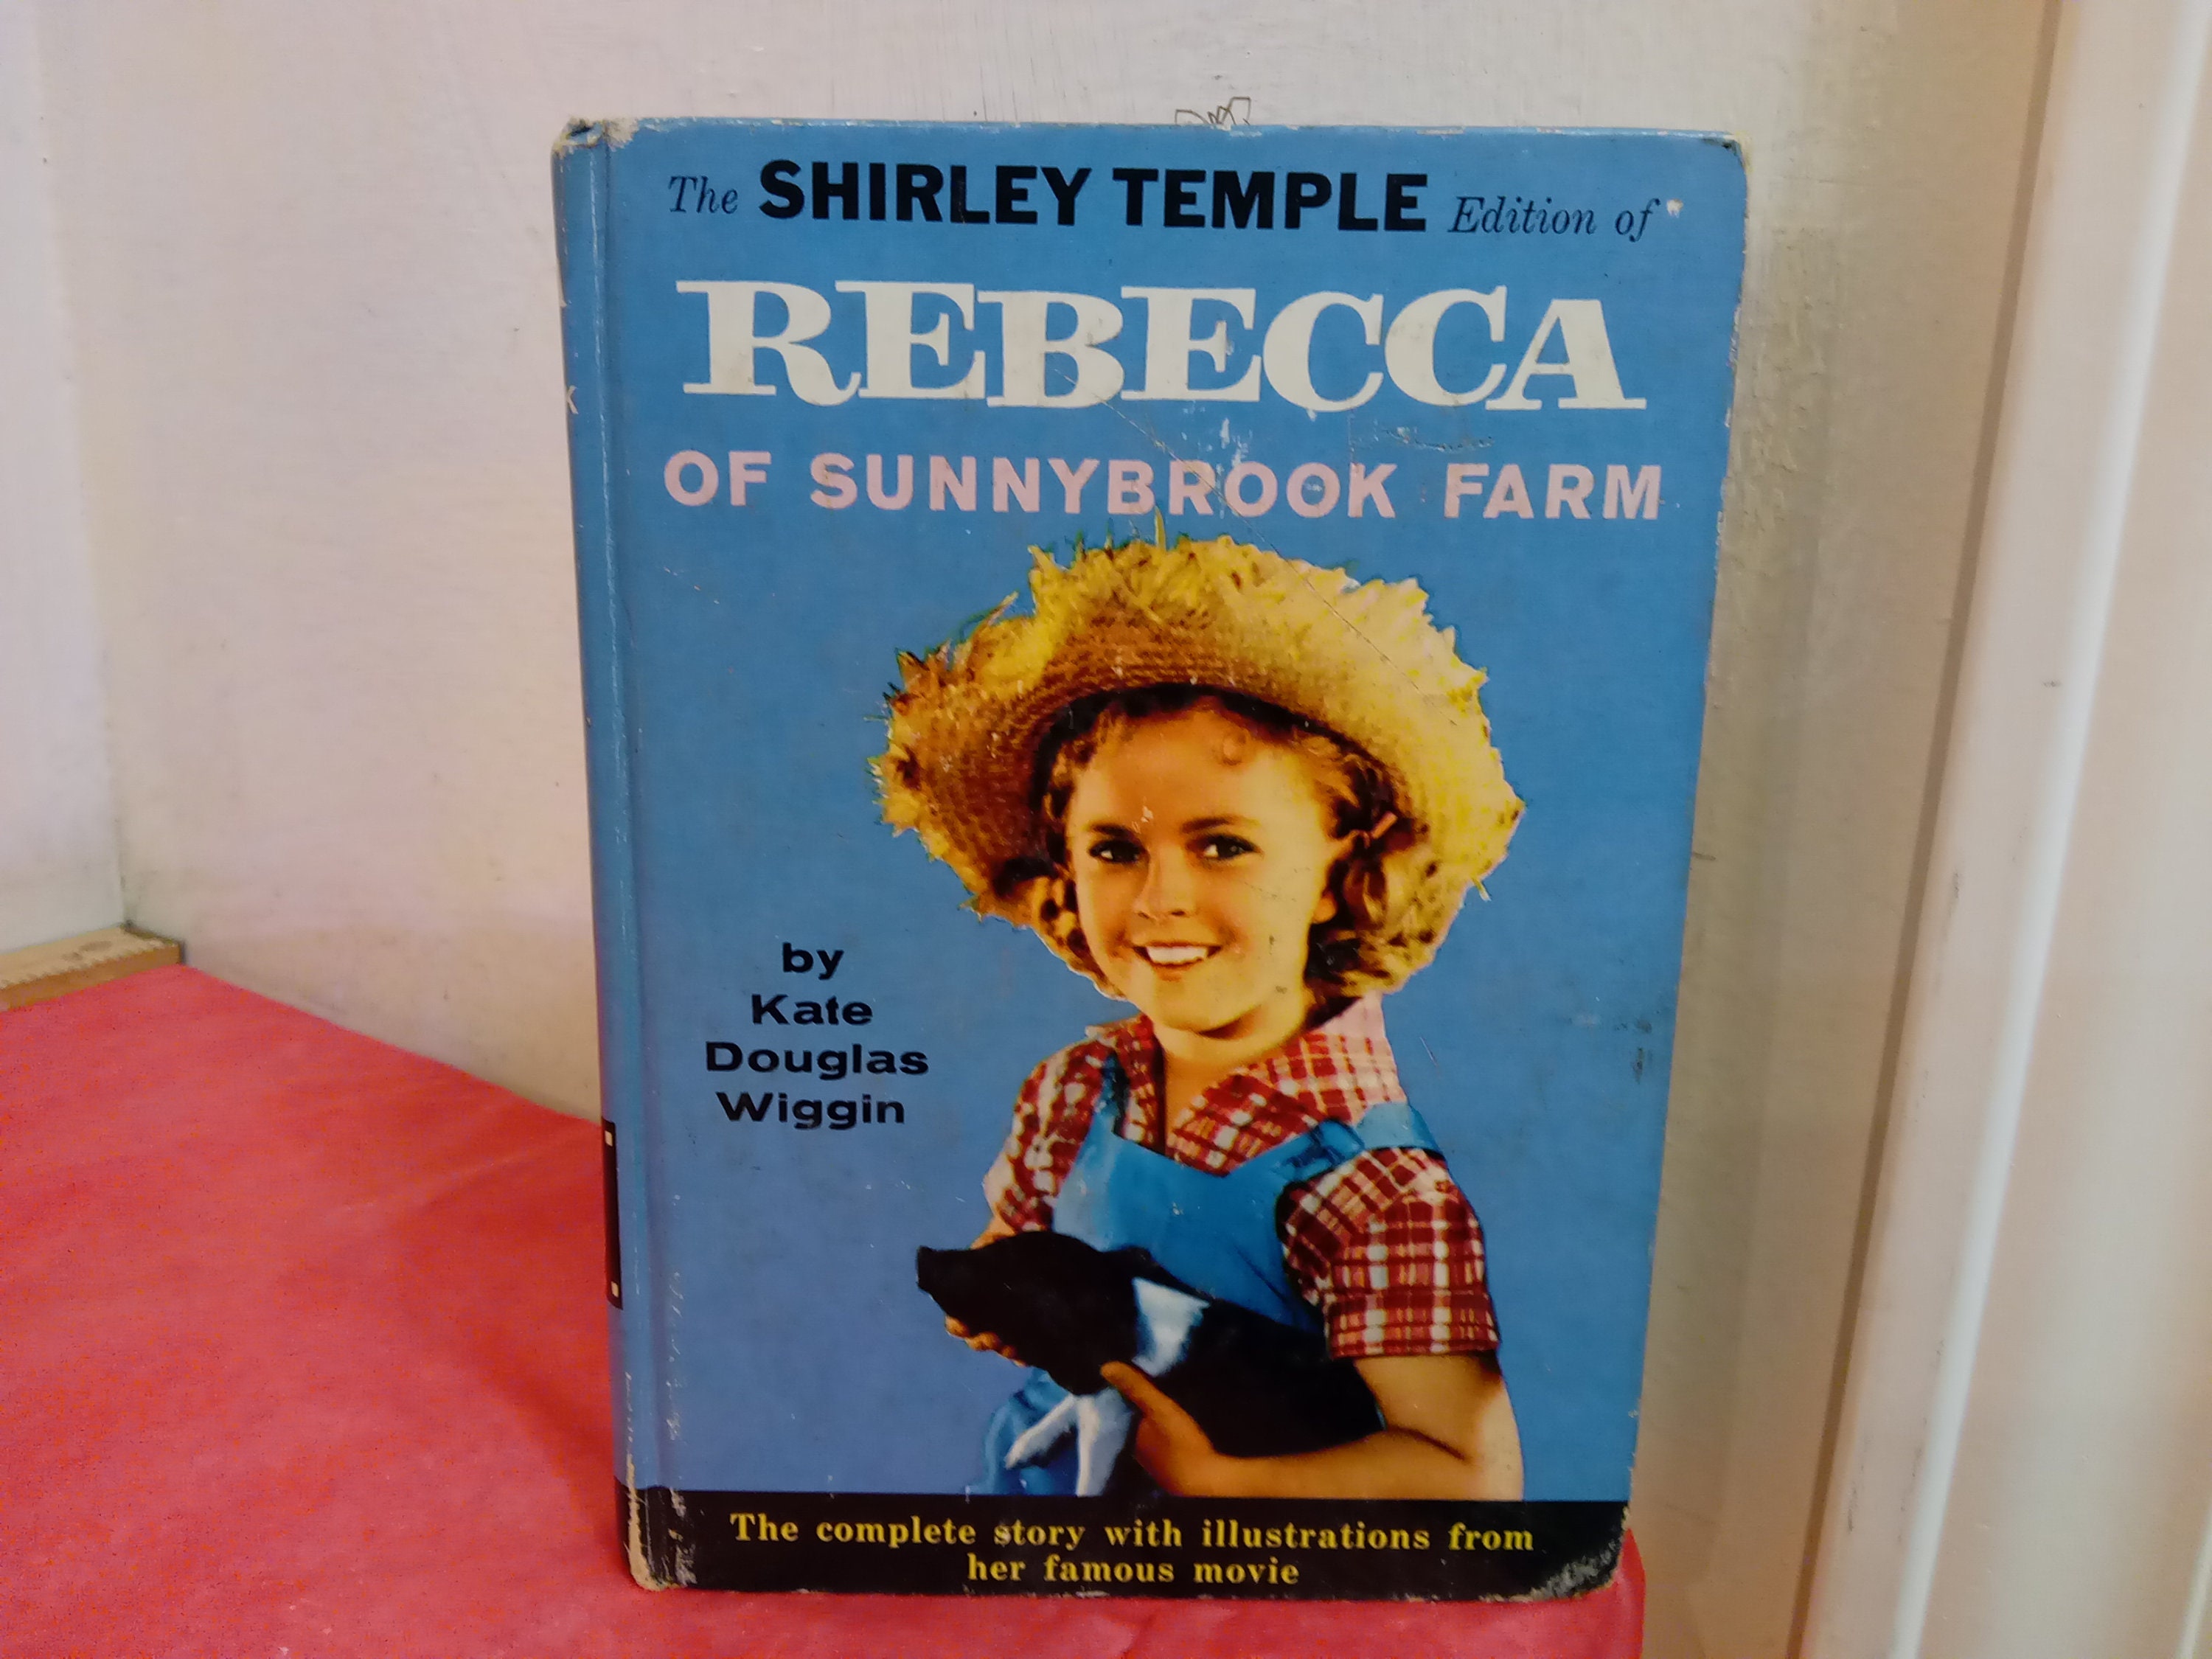 The SHIRLEY TEMPLE Edition of
REBECCA
OF SUNNYBROOK FARM
by
Kate
Douglas
Wiggin
The complete story with illustrations from
her famous movie